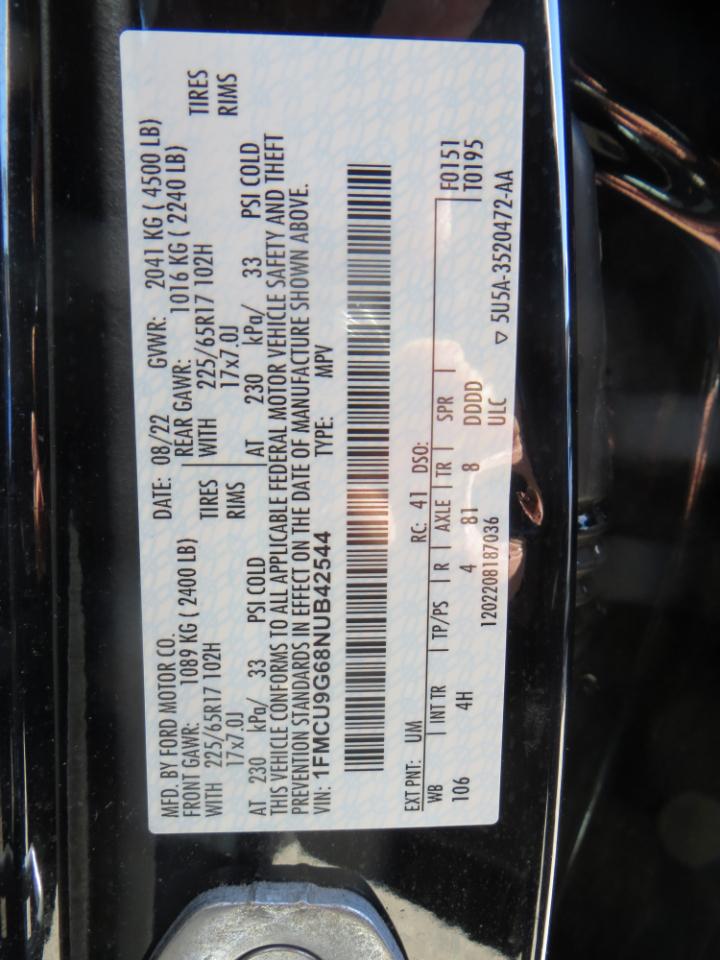 MFD. BY FORD MOTOR CO. DATE: 08/22 GVWR: 2041 KG ( 4500 LB)
FRONT GAWR: 1089 KG ( 2400 LB) REAR GAWR: 1016 KG ( 2240 LB)
WITH 225/65R17 102H TIRES WITH 225/65R17 102H TIRES
17x7.0J RIMS 17x7.0J RIMS
AT 230 kPa/ 33 PSI COLD AT 230 kPa/ 33 PSI COLD
THIS VEHICLE CONFORMS TO ALL APPLICABLE FEDERAL MOTOR VEHICLE SAFETY AND THEFT
PREVENTION STANDARDS IN EFFECT ON THE DATE OF MANUFACTURE SHOWN ABOVE.
VIN: 1FMCU9G68NUB42544 TYPE: MPV
EXT PNT: UM RC: 41 DSO: F0151
WB INT TR TP/PS R AXLE TR SPR T0195
106 4H 4 81 8 DDDD
1202208187036 ULC ▽ 5U5A-3520472-AA